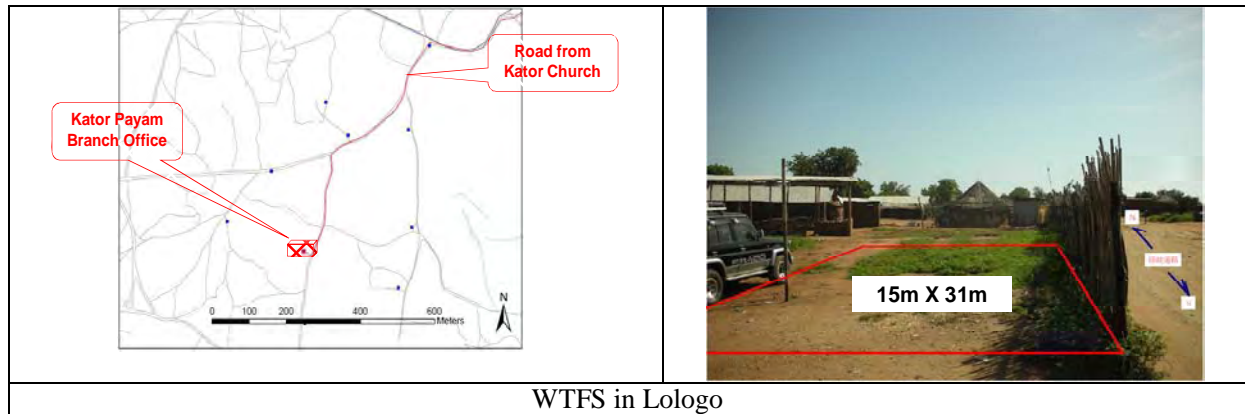 Road from
Kator Church
Kator Payam
Branch Office
N
0 100 200 400 600
Meters
15m X 31m
N
WTFS in Lologo